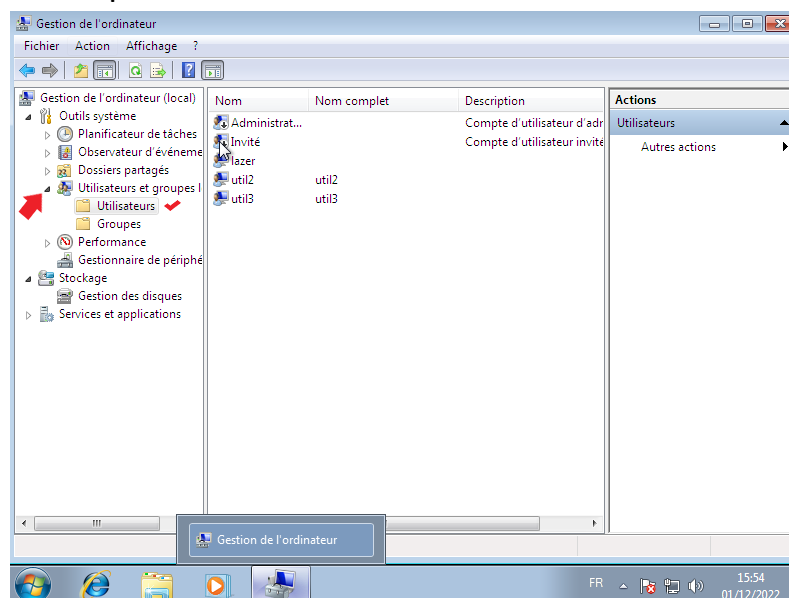 Gestion de l'ordinateur
Fichier Action Affichage ?
Gestion de l'ordinateur (local)
Outils système
Planificateur de tâches
Observateur d'événeme
Dossiers partagés
Utilisateurs et groupes l
Utilisateurs
Groupes
Performance
Gestionnaire de périphé
Stockage
Gestion des disques
Services et applications
Nom Nom complet Description
Administrat... Compte d'utilisateur d'adr
Invité Compte d'utilisateur invité
lazer
util2 util2
util3 util3
Actions
Utilisateurs
Autres actions
Gestion de l'ordinateur
FR
15:54
01/12/2022